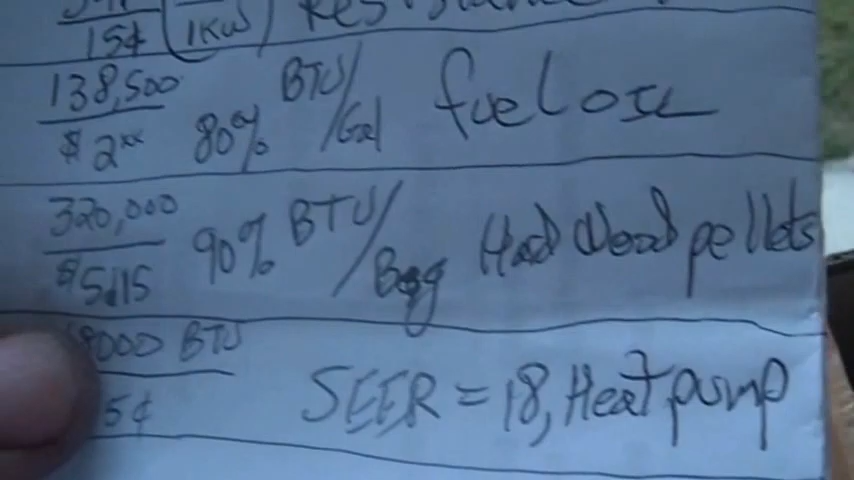 15¢ (1KW) Resistance
138,500 BTU
$2xx 80% /Gal fuel oIL
320,000 90% BTU/ Hard Wood pellets
$5.15 Bag
8000 BTU
5¢ SEER = 18, Heat pump